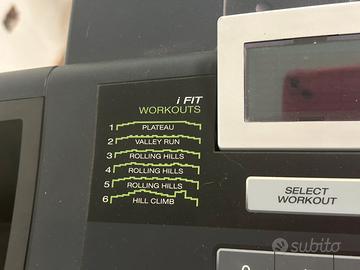 i FIT
WORKOUTS
1 PLATEAU
2 VALLEY RUN
3 ROLLING HILLS
4 ROLLING HILLS
5 ROLLING HILLS
6 HILL CLIMB
SELECT
WORKOUT
subito